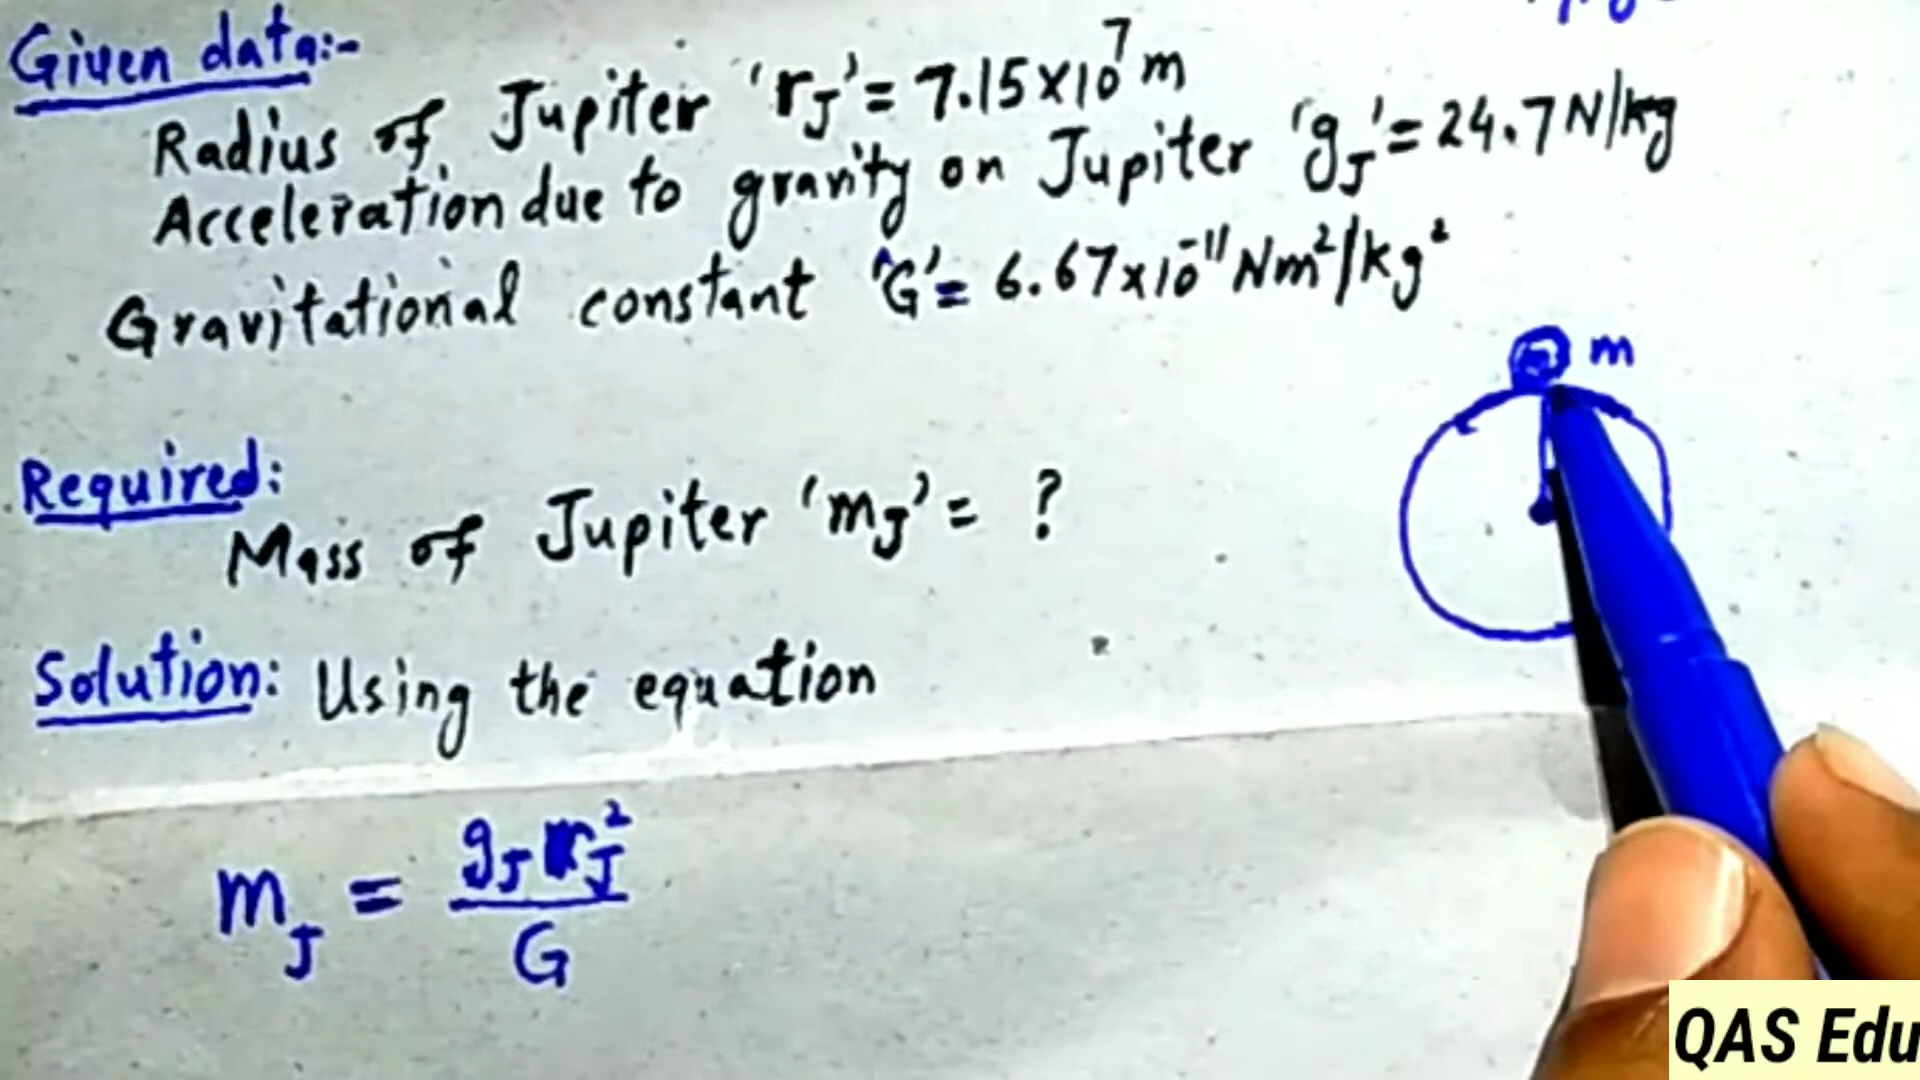 Given data:-
Radius of Jupiter 'rJ' = 7.15×10⁷ m
Acceleration due to gravity on Jupiter 'gJ' = 24.7 N/kg
Gravitational constant 'G' = 6.67×10⁻¹¹ Nm²/kg²
m
Required:
Mass of Jupiter 'mJ' = ?
Solution: Using the equation
mJ = gJ rJ² / G
QAS Edu